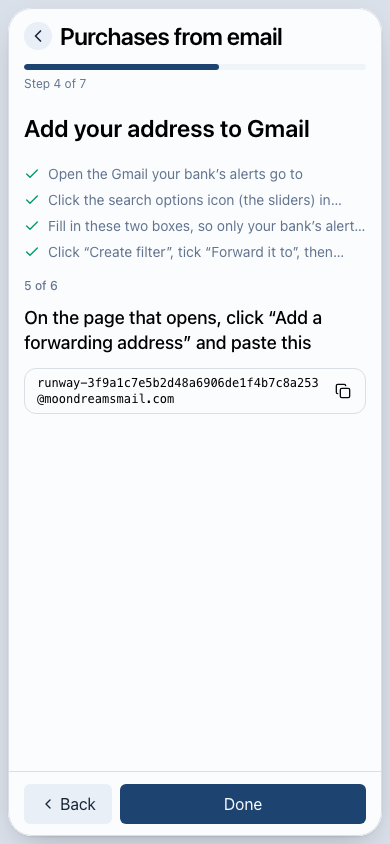 Purchases from email
Step 4 of 7
Add your address to Gmail
Open the Gmail your bank’s alerts go to
Click the search options icon (the sliders) in...
Fill in these two boxes, so only your bank’s alert...
Click “Create filter”, tick “Forward it to”, then...
5 of 6
On the page that opens, click “Add a
forwarding address” and paste this
runway-3f9a1c7e5b2d48a6906de1f4b7c8a253
@moondreamsmail.com
Back
Done